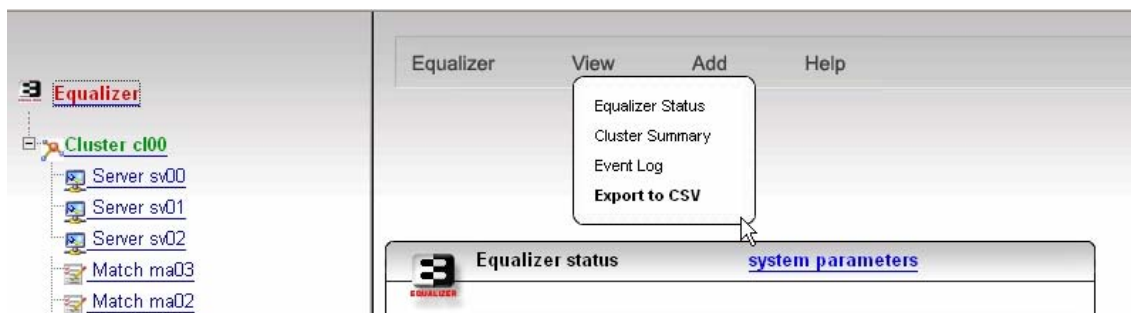 Equalizer View Add Help
Equalizer
Cluster cl00
Server sv00
Server sv01
Server sv02
Match ma03
Match ma02
Equalizer Status
Cluster Summary
Event Log
Export to CSV
Equalizer status system parameters
EQUALIZER